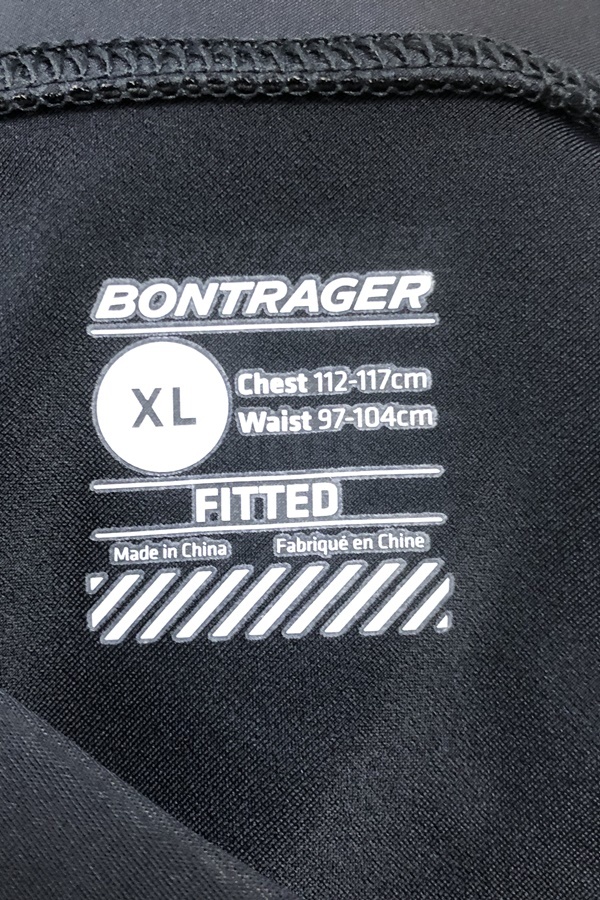 BONTRAGER
XL
Chest 112-117cm
Waist 97-104cm
FITTED
Made in China Fabriqué en Chine